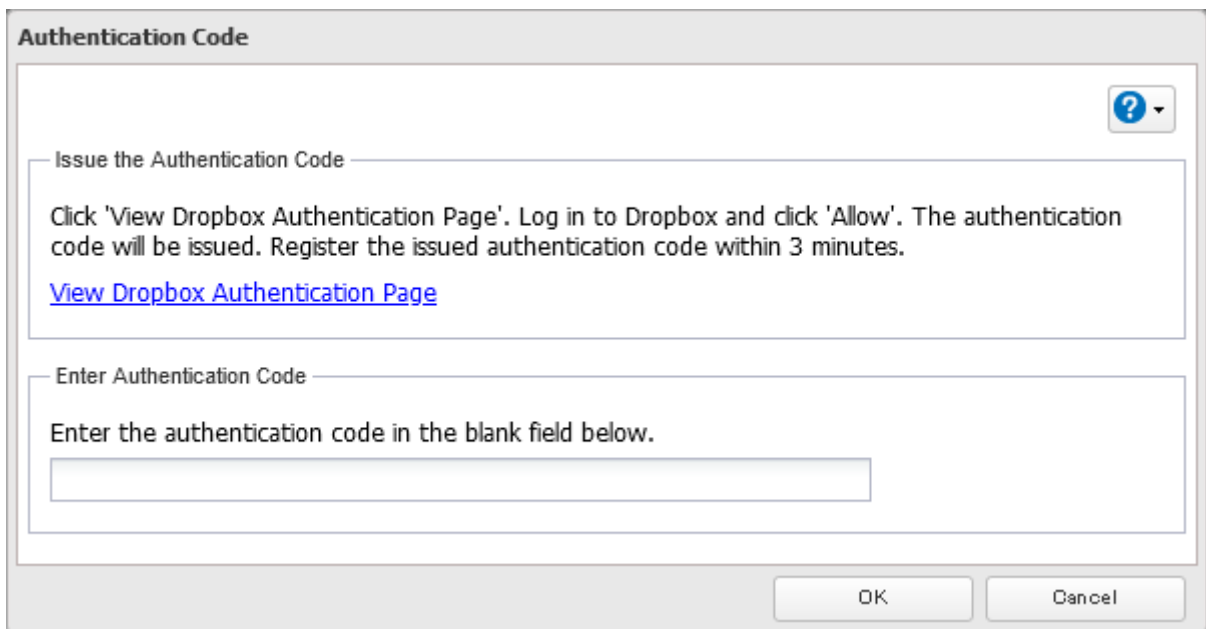 Authentication Code
?
Issue the Authentication Code
Click 'View Dropbox Authentication Page'. Log in to Dropbox and click 'Allow'. The authentication
code will be issued. Register the issued authentication code within 3 minutes.
View Dropbox Authentication Page
Enter Authentication Code
Enter the authentication code in the blank field below.
OK
Cancel